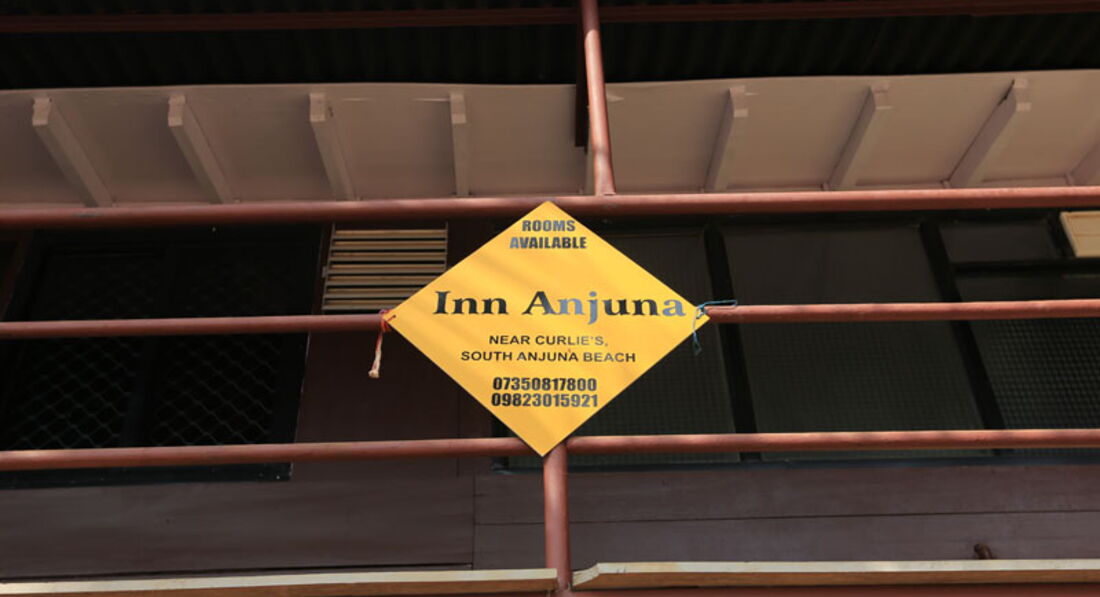 ROOMS
AVAILABLE
Inn Anjuna
NEAR CURLIE'S,
SOUTH ANJUNA BEACH
07350817800
09823015921